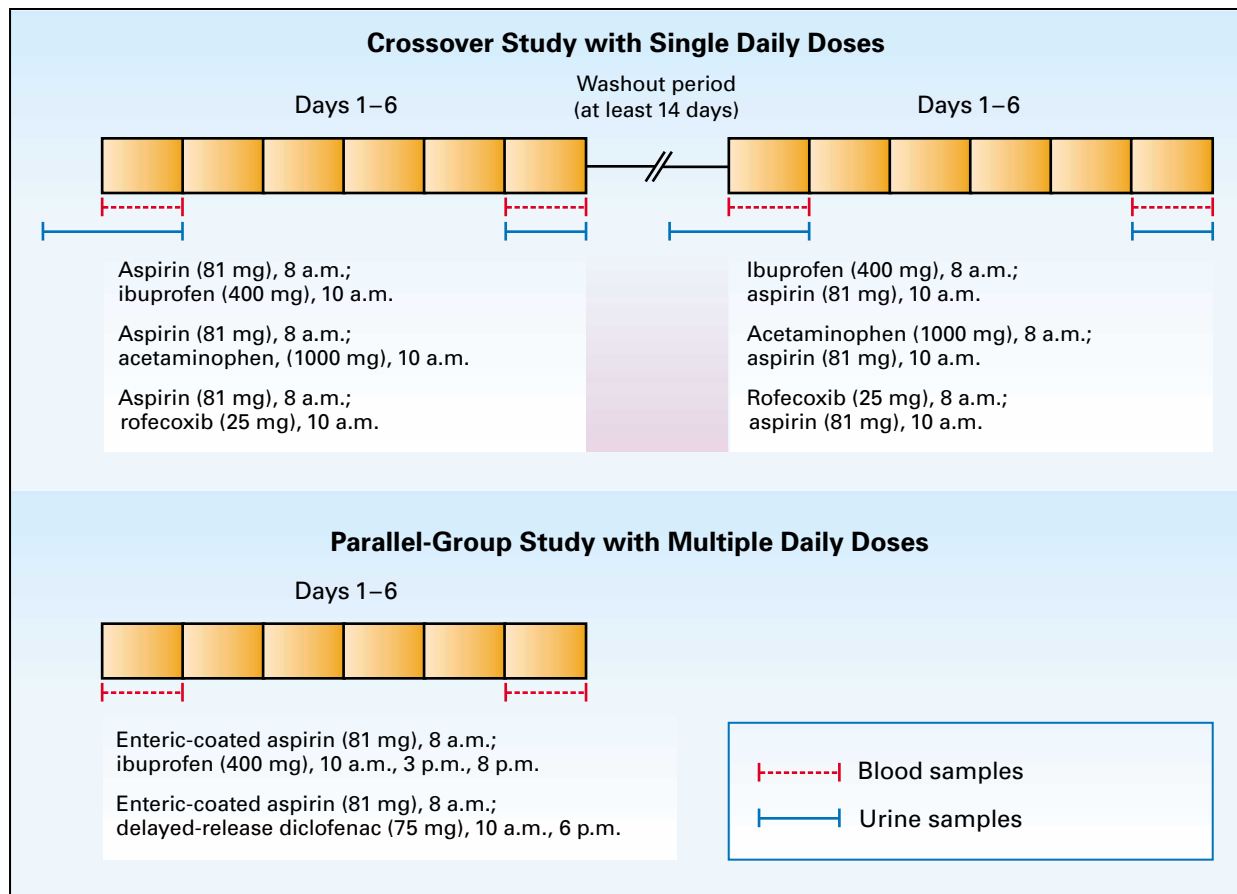 Crossover Study with Single Daily Doses
Washout period
(at least 14 days)
Days 1–6
Days 1–6
Aspirin (81 mg), 8 a.m.;
ibuprofen (400 mg), 10 a.m.
Aspirin (81 mg), 8 a.m.;
acetaminophen, (1000 mg), 10 a.m.
Aspirin (81 mg), 8 a.m.;
rofecoxib (25 mg), 10 a.m.
Ibuprofen (400 mg), 8 a.m.;
aspirin (81 mg), 10 a.m.
Acetaminophen (1000 mg), 8 a.m.;
aspirin (81 mg), 10 a.m.
Rofecoxib (25 mg), 8 a.m.;
aspirin (81 mg), 10 a.m.
Parallel-Group Study with Multiple Daily Doses
Days 1–6
Enteric-coated aspirin (81 mg), 8 a.m.;
ibuprofen (400 mg), 10 a.m., 3 p.m., 8 p.m.
Enteric-coated aspirin (81 mg), 8 a.m.;
delayed-release diclofenac (75 mg), 10 a.m., 6 p.m.
Blood samples
Urine samples